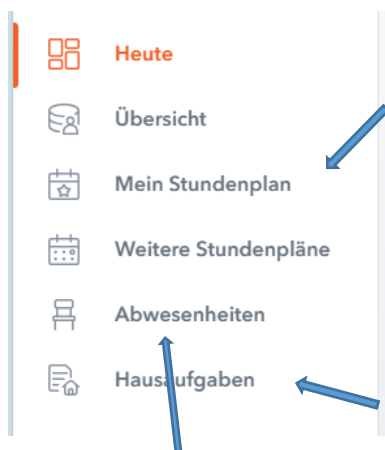 Heute
Übersicht
Mein Stundenplan
Weitere Stundenpläne
Abwesenheiten
Hausaufgaben